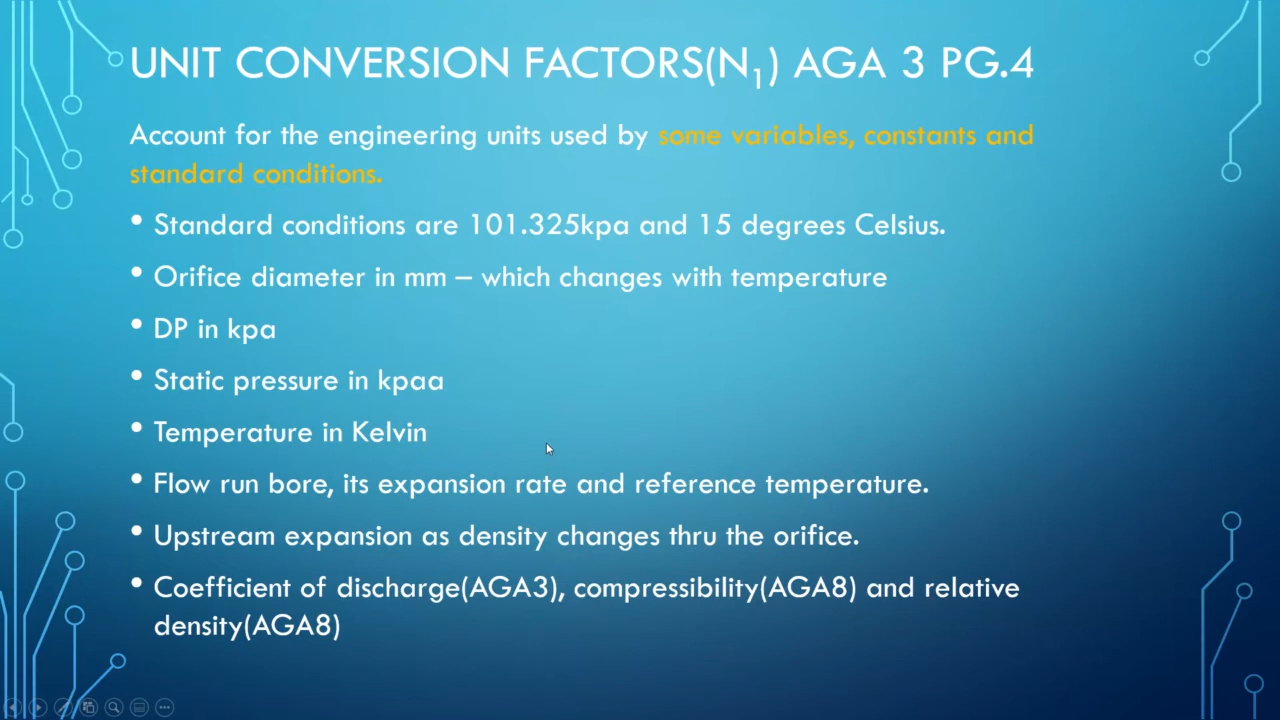 UNIT CONVERSION FACTORS(N₁) AGA 3 PG.4
Account for the engineering units used by some variables, constants and
standard conditions.
• Standard conditions are 101.325kpa and 15 degrees Celsius.
• Orifice diameter in mm – which changes with temperature
• DP in kpa
• Static pressure in kpaa
• Temperature in Kelvin
• Flow run bore, its expansion rate and reference temperature.
• Upstream expansion as density changes thru the orifice.
• Coefficient of discharge(AGA3), compressibility(AGA8) and relative
density(AGA8)